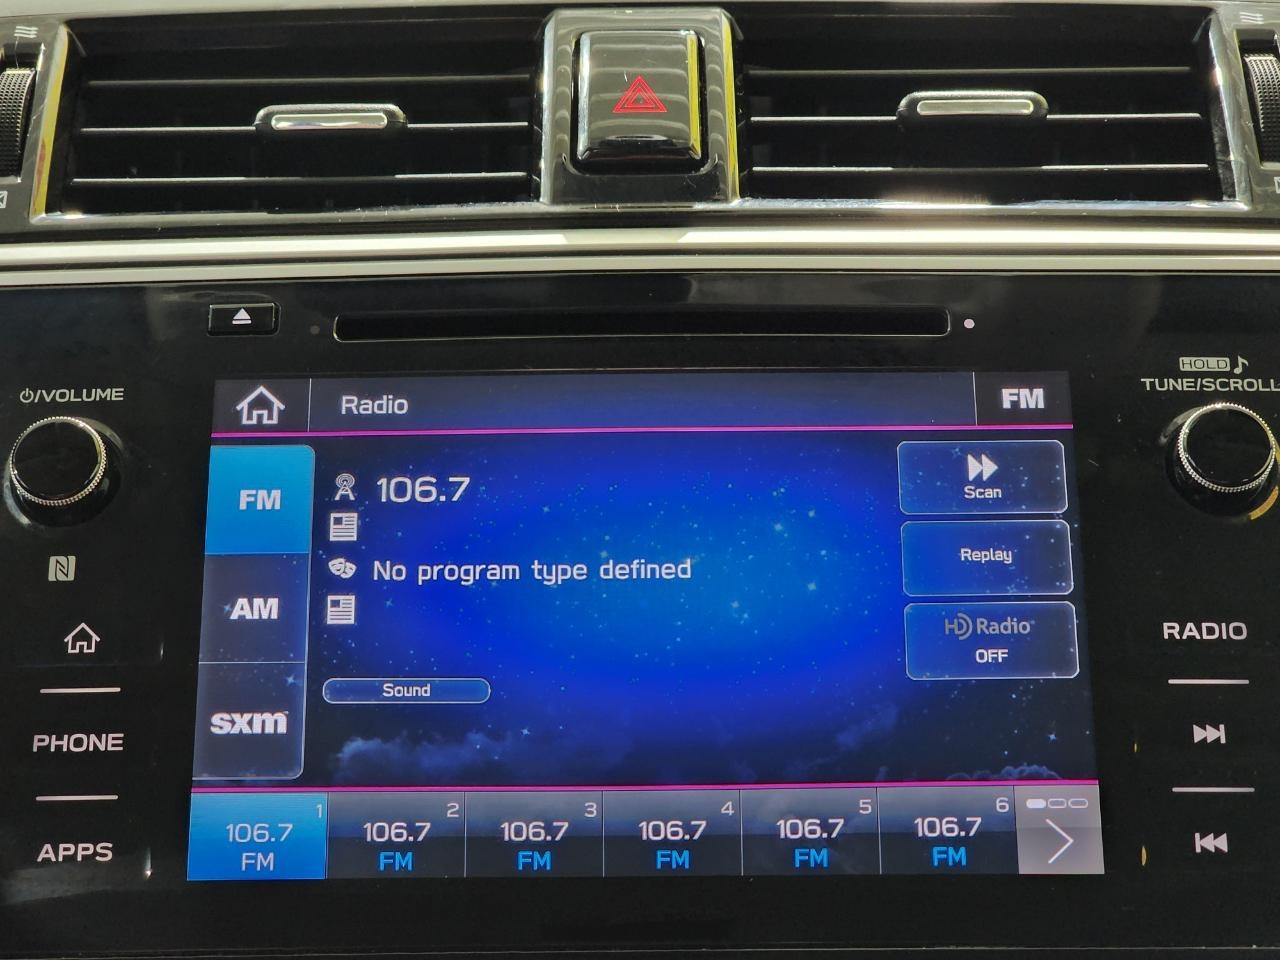 ⏻/VOLUME
HOLD
TUNE/SCROLL
Radio
FM
FM
106.7
Scan
Replay
No program type defined
AM
HD Radio
OFF
RADIO
Sound
sxm
PHONE
APPS
1
106.7
FM
2
106.7
FM
3
106.7
FM
4
106.7
FM
5
106.7
FM
6
106.7
FM